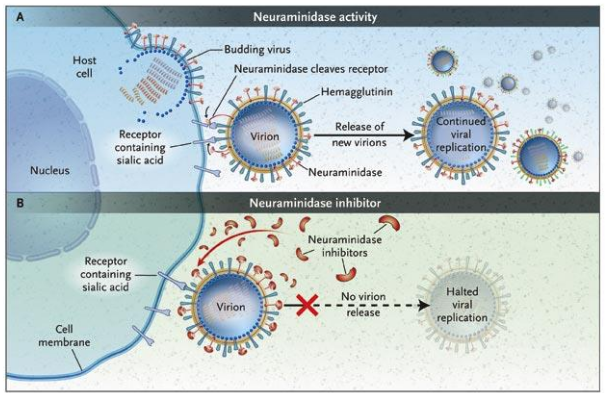 A
Neuraminidase activity
Budding virus
Host
cell
Neuraminidase cleaves receptor
Hemagglutinin
Receptor
containing
sialic acid
Virion
Release of
new virions
Continued
viral
replication
Nucleus
Neuraminidase
B
Neuraminidase inhibitor
Neuraminidase
inhibitors
Receptor
containing
sialic acid
Virion
No virion
release
Halted
viral
replication
Cell
membrane